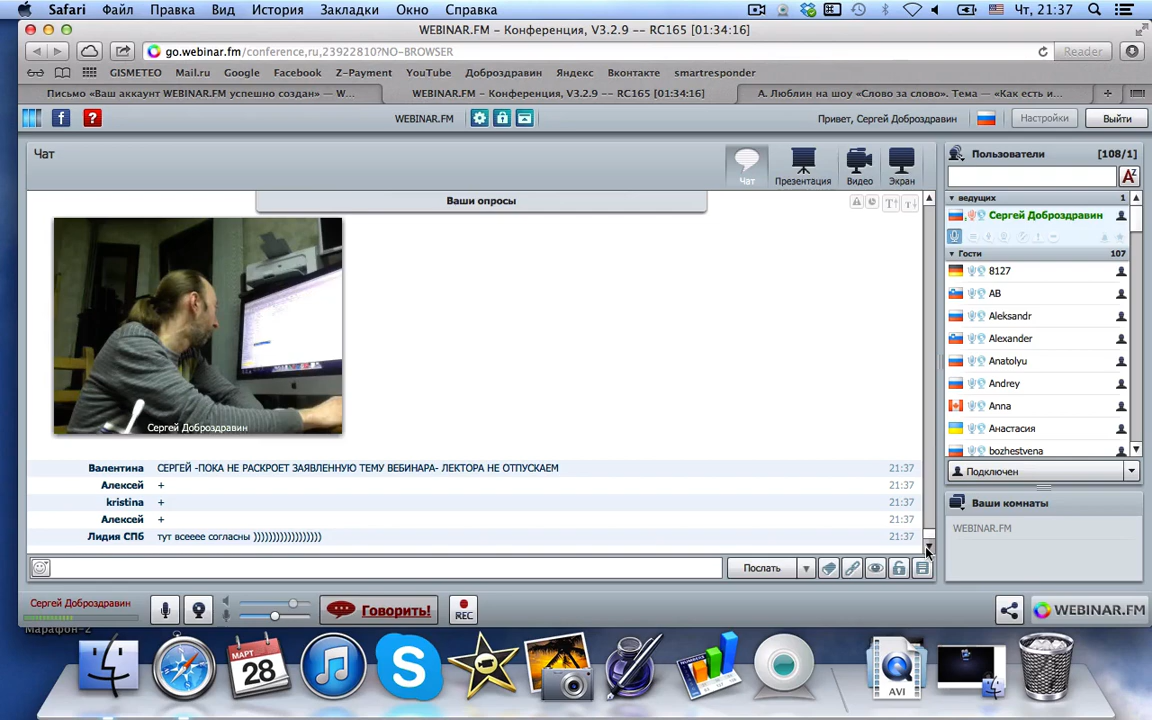 Safari Файл Правка Вид История Закладки Окно Справка Чт, 21:37
WEBINAR.FM – Конференция, V3.2.9 -- RC165 [01:34:16]
go.webinar.fm/conference,ru,23922810?NO-BROWSER Reader
GISMETEO Mail.ru Google Facebook Z-Payment YouTube Доброздравин Яндекс Вконтакте smartresponder
Письмо «Ваш аккаунт WEBINAR.FM успешно создан» — W... WEBINAR.FM – Конференция, V3.2.9 -- RC165 [01:34:16] А. Люблин на шоу «Слово за слово». Тема — «Как есть и...
WEBINAR.FM Привет, Сергей Доброздравин Настройки Выйти
Чат
Чат Презентация Видео Экран
Ваши опросы
Сергей Доброздравин
Валентина СЕРГЕЙ -ПОКА НЕ РАСКРОЕТ ЗАЯВЛЕННУЮ ТЕМУ ВЕБИНАРА- ЛЕКТОРА НЕ ОТПУСКАЕМ 21:37
Алексей + 21:37
kristina + 21:37
Алексей + 21:37
Лидия СПб тут всеееe согласны )))))))))))))))))) 21:37
Послать
Пользователи [108/1]
ведущих 1
Сергей Доброздравин
Гости 107
8127
AB
Aleksandr
Alexander
Anatolyu
Andrey
Anna
Анастасия
bozhestvena
Подключен
Ваши комнаты
WEBINAR.FM
Сергей Доброздравин Говорить! REC WEBINAR.FM
Марафон-2
МАРТ
28
NUMBERS
AVI